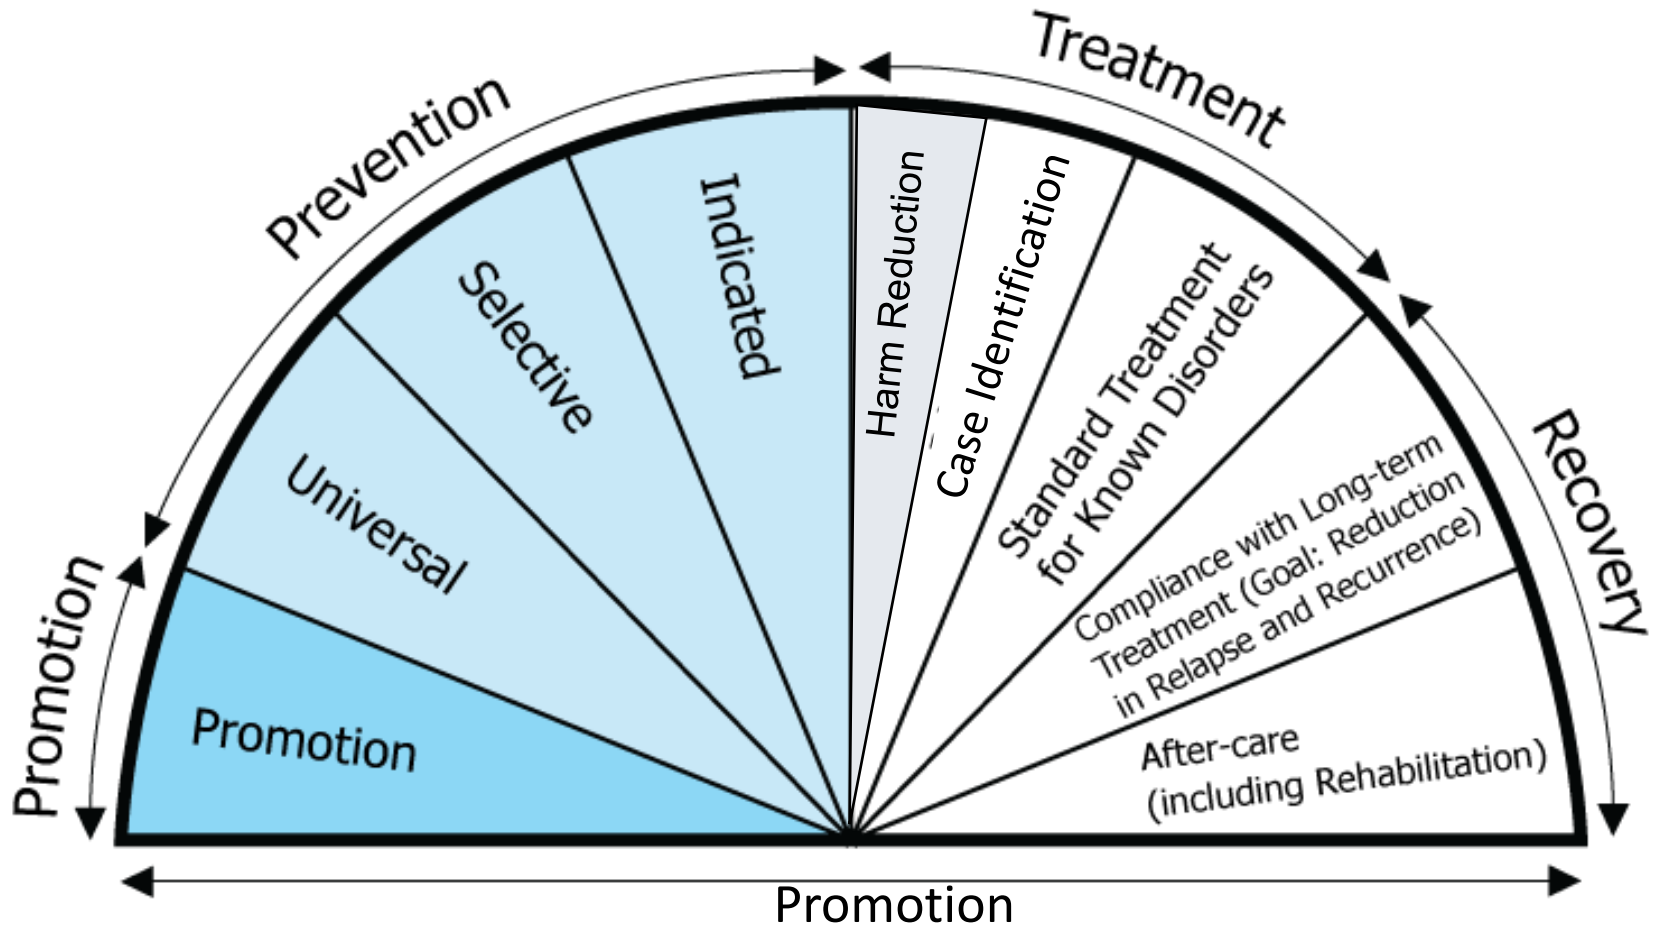 Promotion
Prevention
Treatment
Recovery
Promotion
Universal
Selective
Indicated
Harm Reduction
Case Identification
Standard Treatment
for Known Disorders
Compliance with Long-term
Treatment (Goal: Reduction
in Relapse and Recurrence)
After-care
(including Rehabilitation)
Promotion